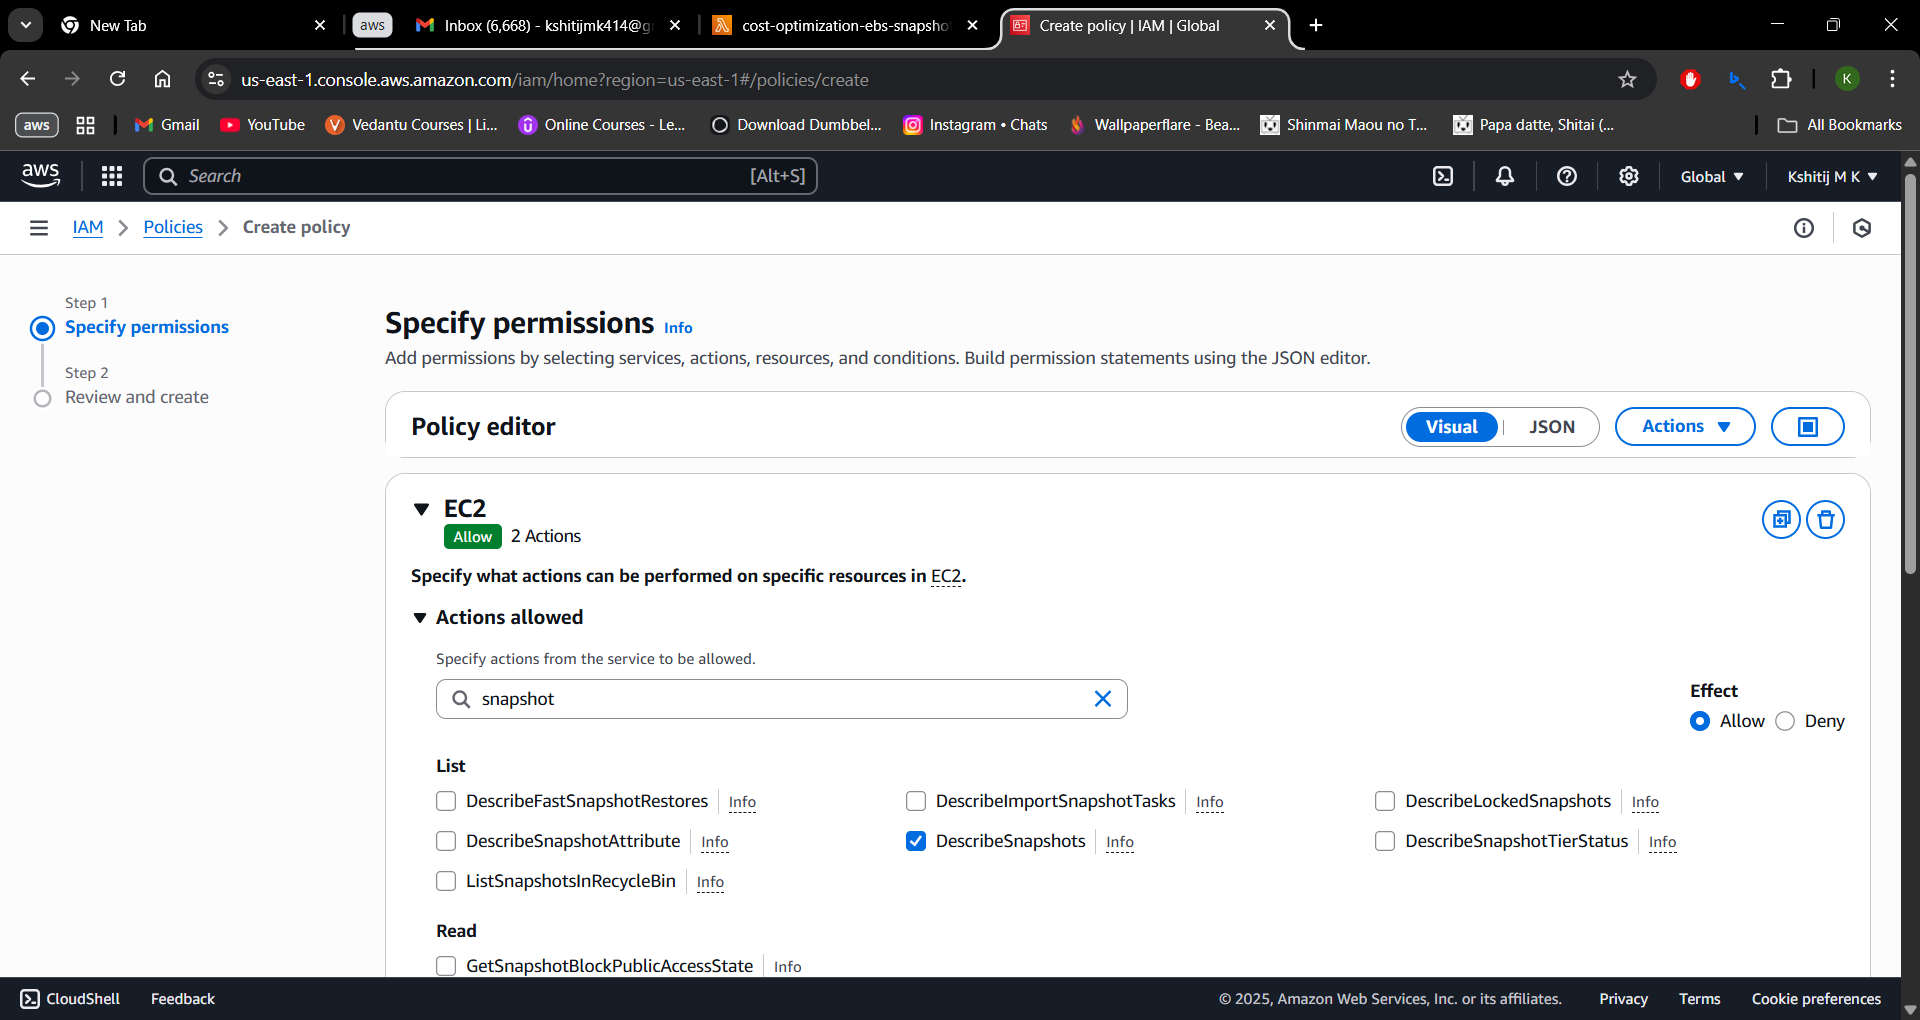 New Tab
aws
Inbox (6,668) - kshitijmk414@g
cost-optimization-ebs-snapsho
Create policy | IAM | Global
us-east-1.console.aws.amazon.com/iam/home?region=us-east-1#/policies/create
K
aws
Gmail
YouTube
Vedantu Courses | Li...
Online Courses - Le...
Download Dumbbel...
Instagram • Chats
Wallpaperflare - Bea...
Shinmai Maou no T...
Papa datte, Shitai (...
All Bookmarks
aws
Search
[Alt+S]
Global
Kshitij M K
IAM
Policies
Create policy
Step 1
Specify permissions
Step 2
Review and create
Specify permissions Info
Add permissions by selecting services, actions, resources, and conditions. Build permission statements using the JSON editor.
Policy editor
Visual
JSON
Actions
EC2
Allow 2 Actions
Specify what actions can be performed on specific resources in EC2.
Actions allowed
Specify actions from the service to be allowed.
snapshot
Effect
Allow
Deny
List
DescribeFastSnapshotRestores Info
DescribeImportSnapshotTasks Info
DescribeLockedSnapshots Info
DescribeSnapshotAttribute Info
DescribeSnapshots Info
DescribeSnapshotTierStatus Info
ListSnapshotsInRecycleBin Info
Read
GetSnapshotBlockPublicAccessState Info
CloudShell
Feedback
© 2025, Amazon Web Services, Inc. or its affiliates.
Privacy
Terms
Cookie preferences